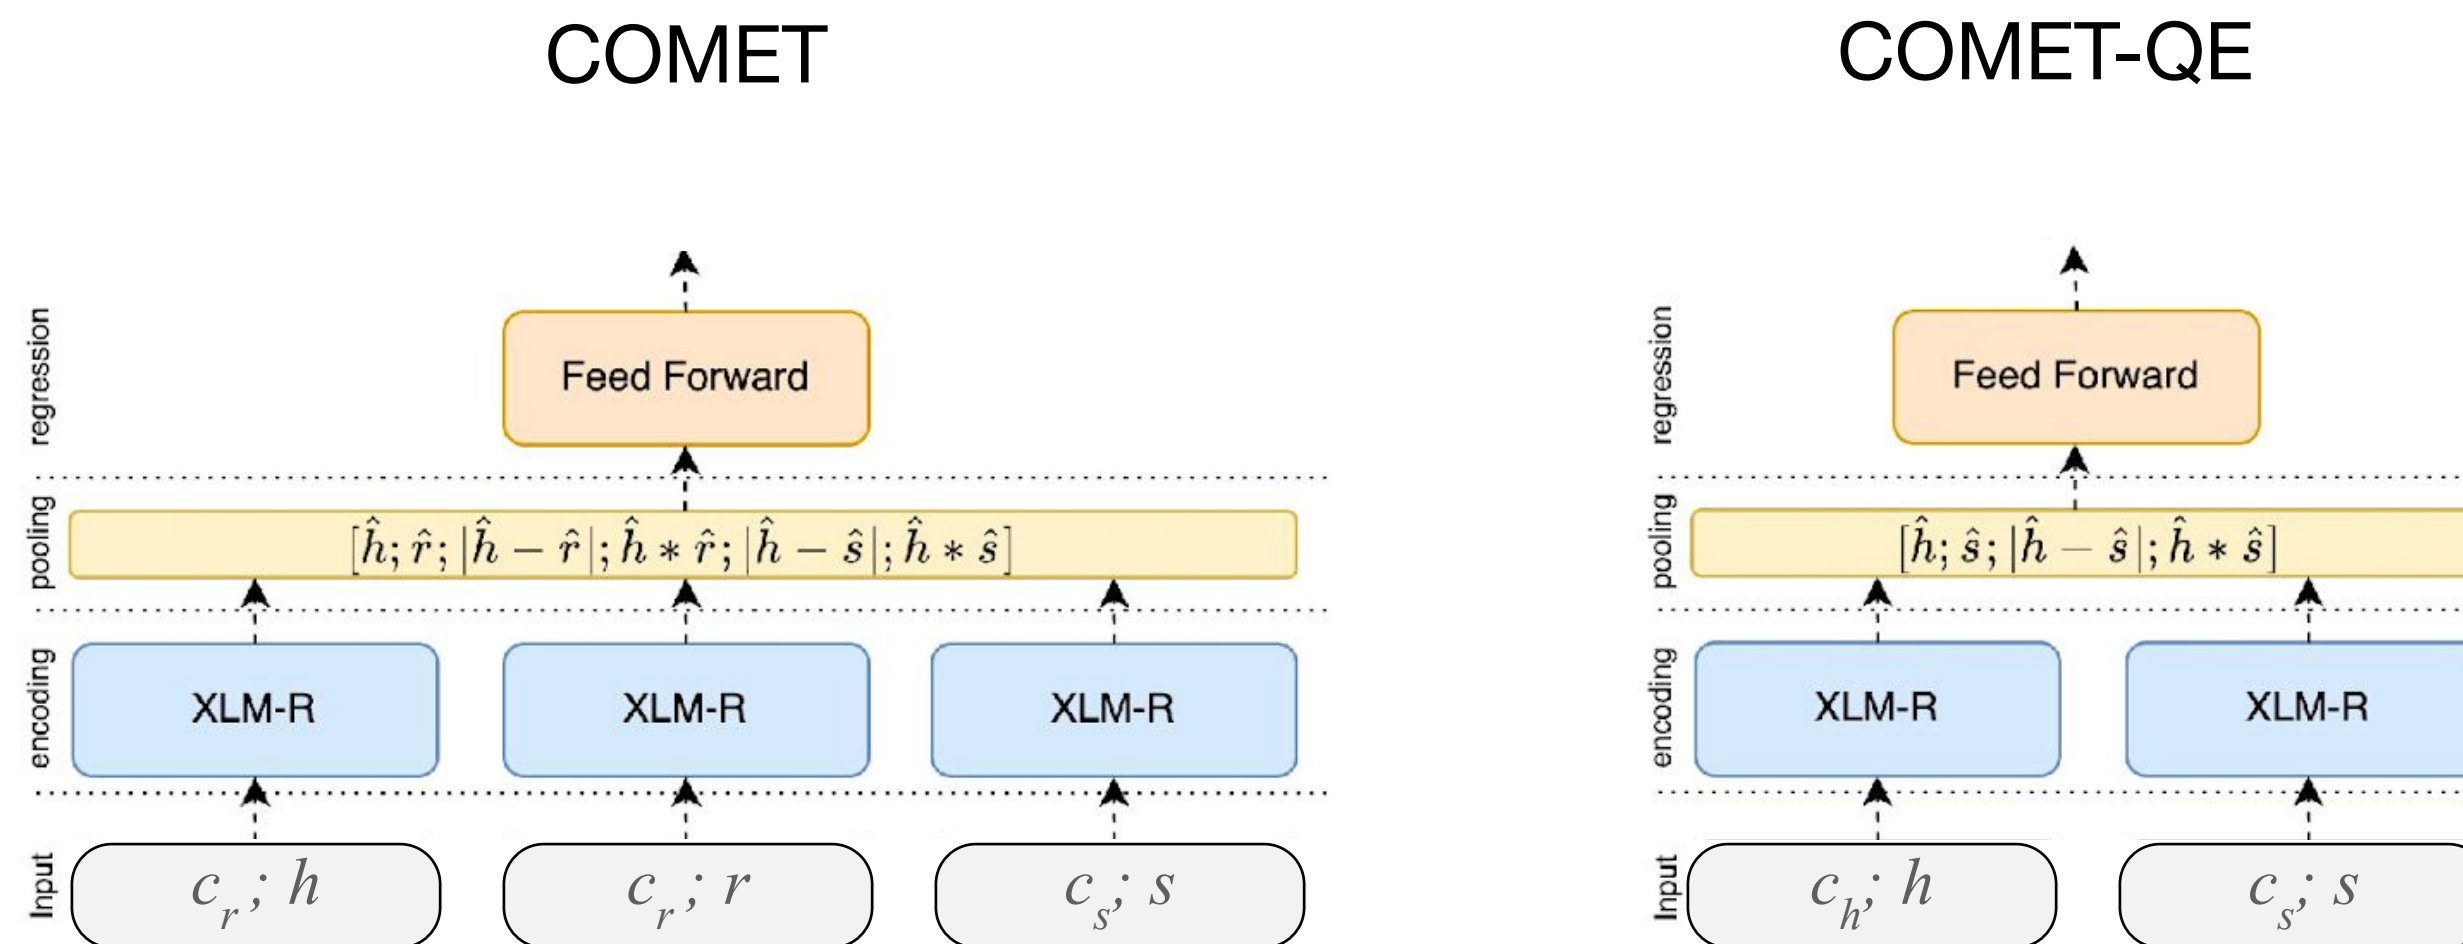 COMET
regression
Feed Forward
pooling
[ĥ; r̂; |ĥ − r̂|; ĥ ∗ r̂; |ĥ − ŝ|; ĥ ∗ ŝ]
encoding
XLM-R
XLM-R
XLM-R
Input
c_r; h
c_r; r
c_s; s
COMET-QE
regression
Feed Forward
pooling
[ĥ; ŝ; |ĥ − ŝ|; ĥ ∗ ŝ]
encoding
XLM-R
XLM-R
Input
c_h; h
c_s; s